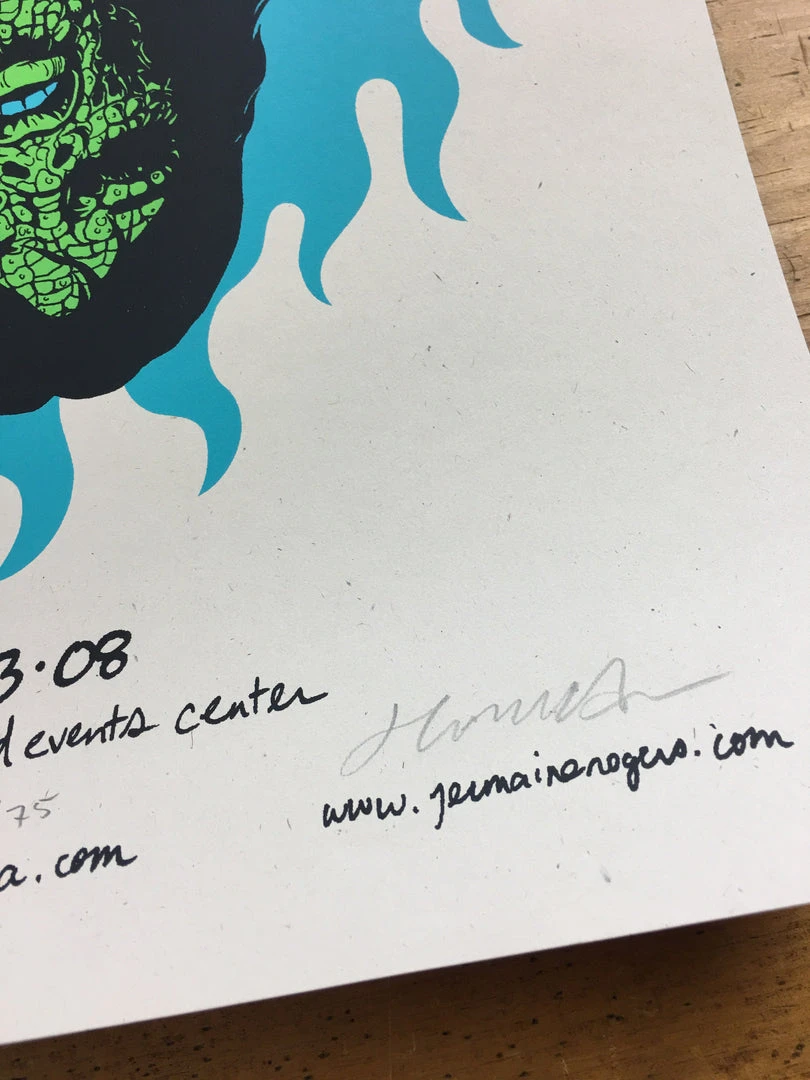 3.08
d events center
/75
www.jermainerogers.com
a.com